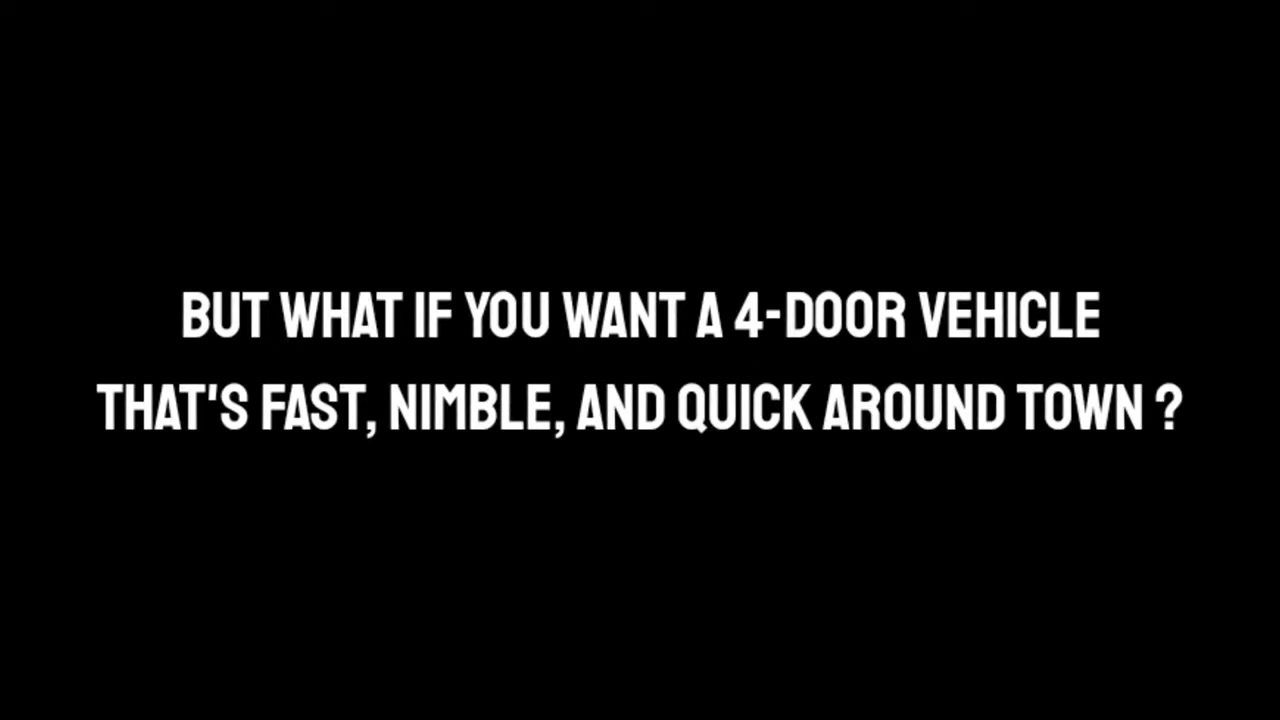 BUT WHAT IF YOU WANT A 4-DOOR VEHICLE
THAT'S FAST, NIMBLE, AND QUICK AROUND TOWN ?